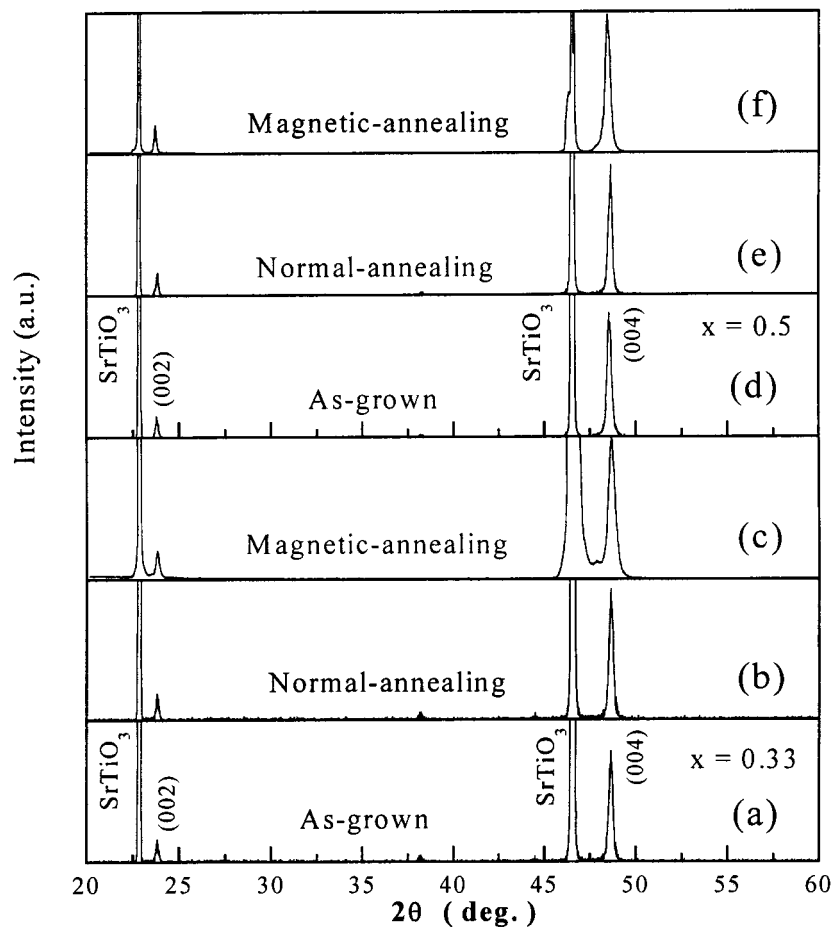 Magnetic-annealing
(f)
Normal-annealing
(e)
SrTiO₃
(002)
As-grown
SrTiO₃
(004)
x = 0.5
(d)
Magnetic-annealing
(c)
Normal-annealing
(b)
SrTiO₃
(002)
As-grown
SrTiO₃
(004)
x = 0.33
(a)
Intensity (a.u.)
20 25 30 35 40 45 50 55 60
2θ ( deg. )